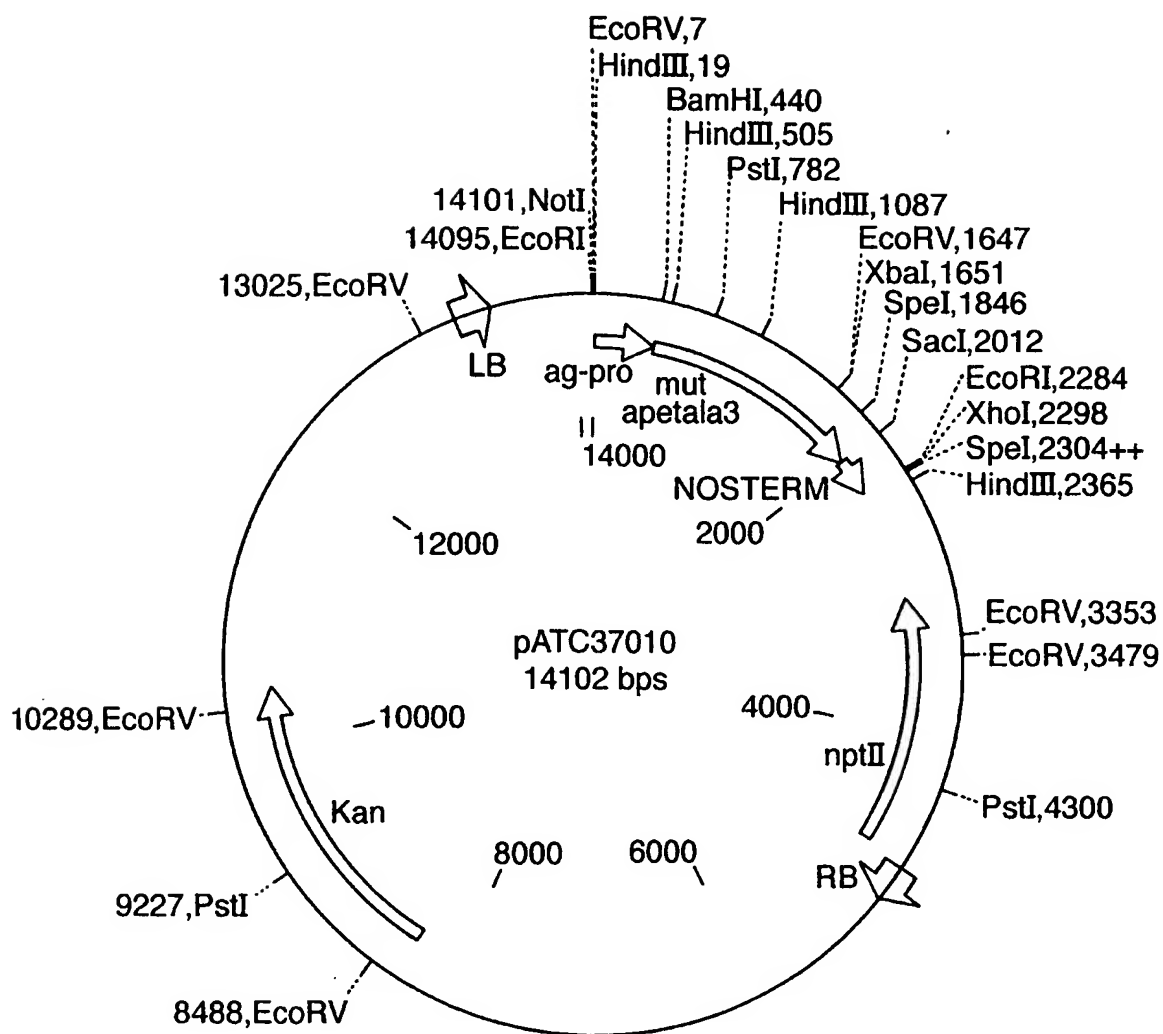 EcoRV,7
HindⅢ,19
BamHI,440
HindⅢ,505
PstI,782
HindⅢ,1087
EcoRV,1647
XbaI,1651
SpeI,1846
SacI,2012
EcoRI,2284
XhoI,2298
SpeI,2304++
HindⅢ,2365
14101,NotI
14095,EcoRI
13025,EcoRV
LB
ag-pro
mut
apetala3
14000
NOSTERM
2000
12000
EcoRV,3353
EcoRV,3479
pATC37010
14102 bps
10289,EcoRV
10000
4000
nptⅡ
PstI,4300
Kan
8000
6000
RB
9227,PstI
8488,EcoRV